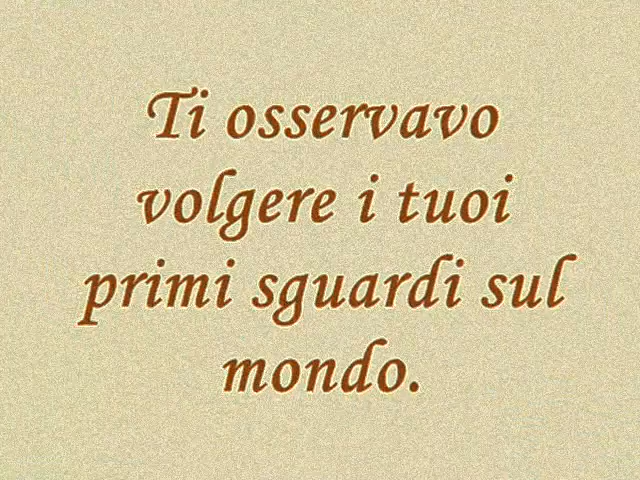 Ti osservavo
volgere i tuoi
primi sguardi sul
mondo.